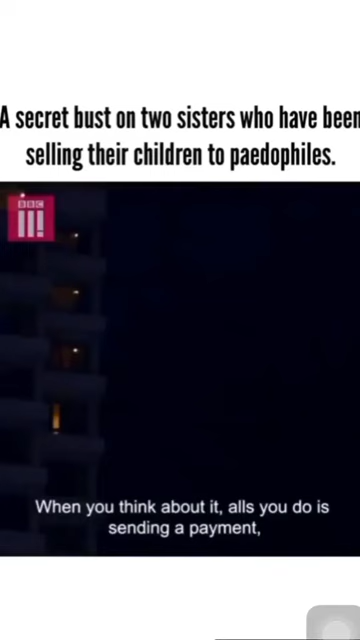 A secret bust on two sisters who have been
selling their children to paedophiles.
BBC
When you think about it, alls you do is
sending a payment,